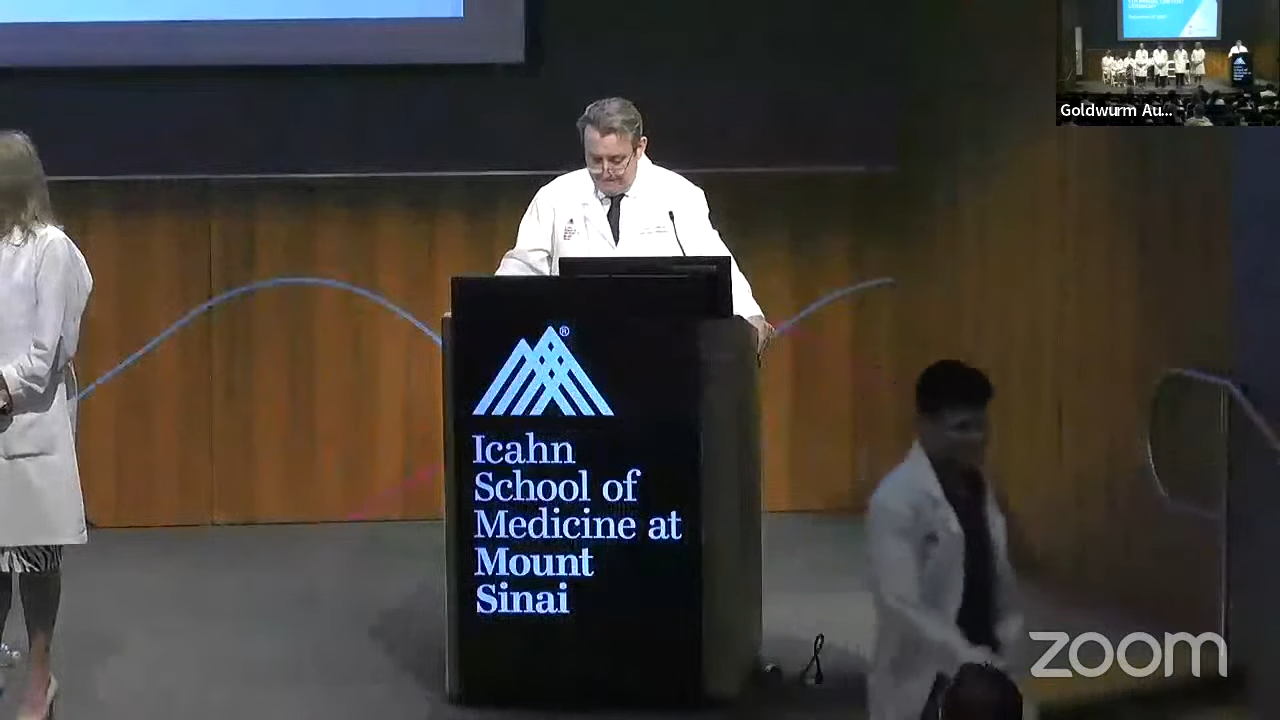 Goldwurm Au...
®
Icahn
School of
Medicine at
Mount
Sinai
zoom